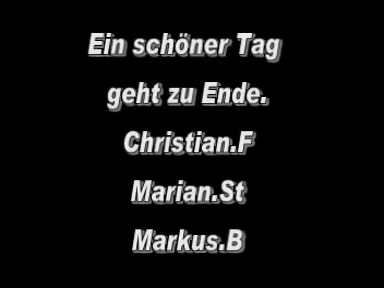 Ein schöner Tag
geht zu Ende.
Christian.F
Marian.St
Markus.B